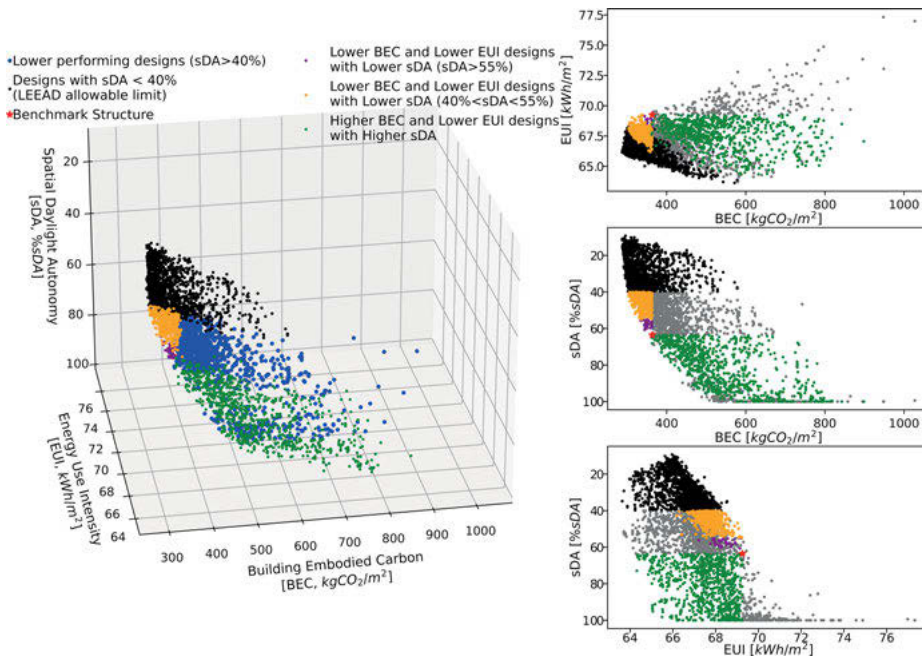 Lower performing designs (sDA>40%)
Designs with sDA < 40%
(LEEAD allowable limit)
Benchmark Structure
Lower BEC and Lower EUI designs
with Lower sDA (sDA>55%)
Lower BEC and Lower EUI designs
with Lower sDA (40%<sDA<55%)
Higher BEC and Lower EUI designs
with Higher sDA
Spatial Daylight Autonomy
[sDA, %sDA]
20
40
60
80
100
Energy Use Intensity
[EUI, kWh/m²]
76
74
72
70
68
66
64
300
400
500
600
700
800
900
1000
Building Embodied Carbon
[BEC, kgCO₂/m²]
EUI [kWh/m²]
77.5
75.0
72.5
70.0
67.5
65.0
400
600
800
1000
BEC [kgCO₂/m²]
sDA [%sDA]
20
40
60
80
100
400
600
800
1000
BEC [kgCO₂/m²]
sDA [%sDA]
20
40
60
80
100
64
66
68
70
72
74
76
EUI [kWh/m²]